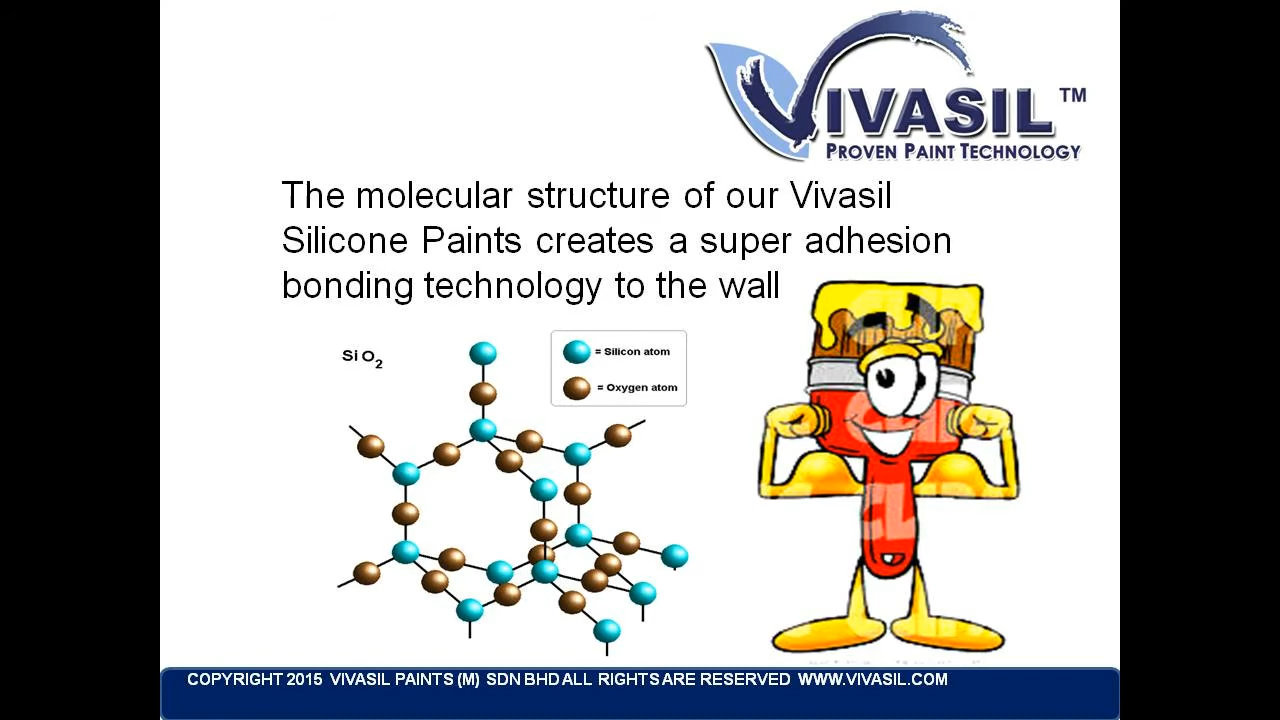 VIVASIL ™
PROVEN PAINT TECHNOLOGY
The molecular structure of our Vivasil
Silicone Paints creates a super adhesion
bonding technology to the wall
Si O2
= Silicon atom
= Oxygen atom
COPYRIGHT 2015 VIVASIL PAINTS (M) SDN BHD ALL RIGHTS ARE RESERVED WWW.VIVASIL.COM